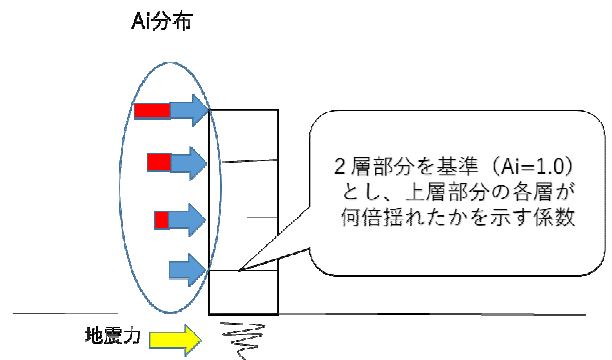 Ai分布
２層部分を基準（Ai=1.0）
とし、上層部分の各層が
何倍揺れたかを示す係数
地震力